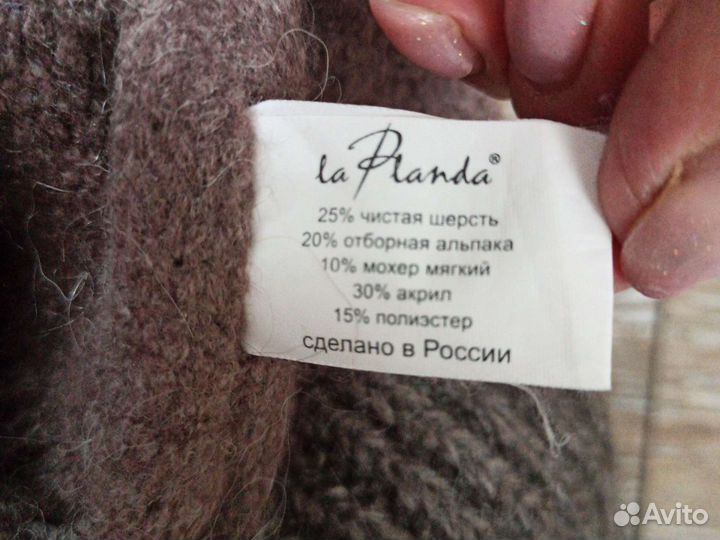 la Planda®
25% чистая шерсть
20% отборная альпака
10% мохер мягкий
30% акрил
15% полиэстер
сделано в России
Avito